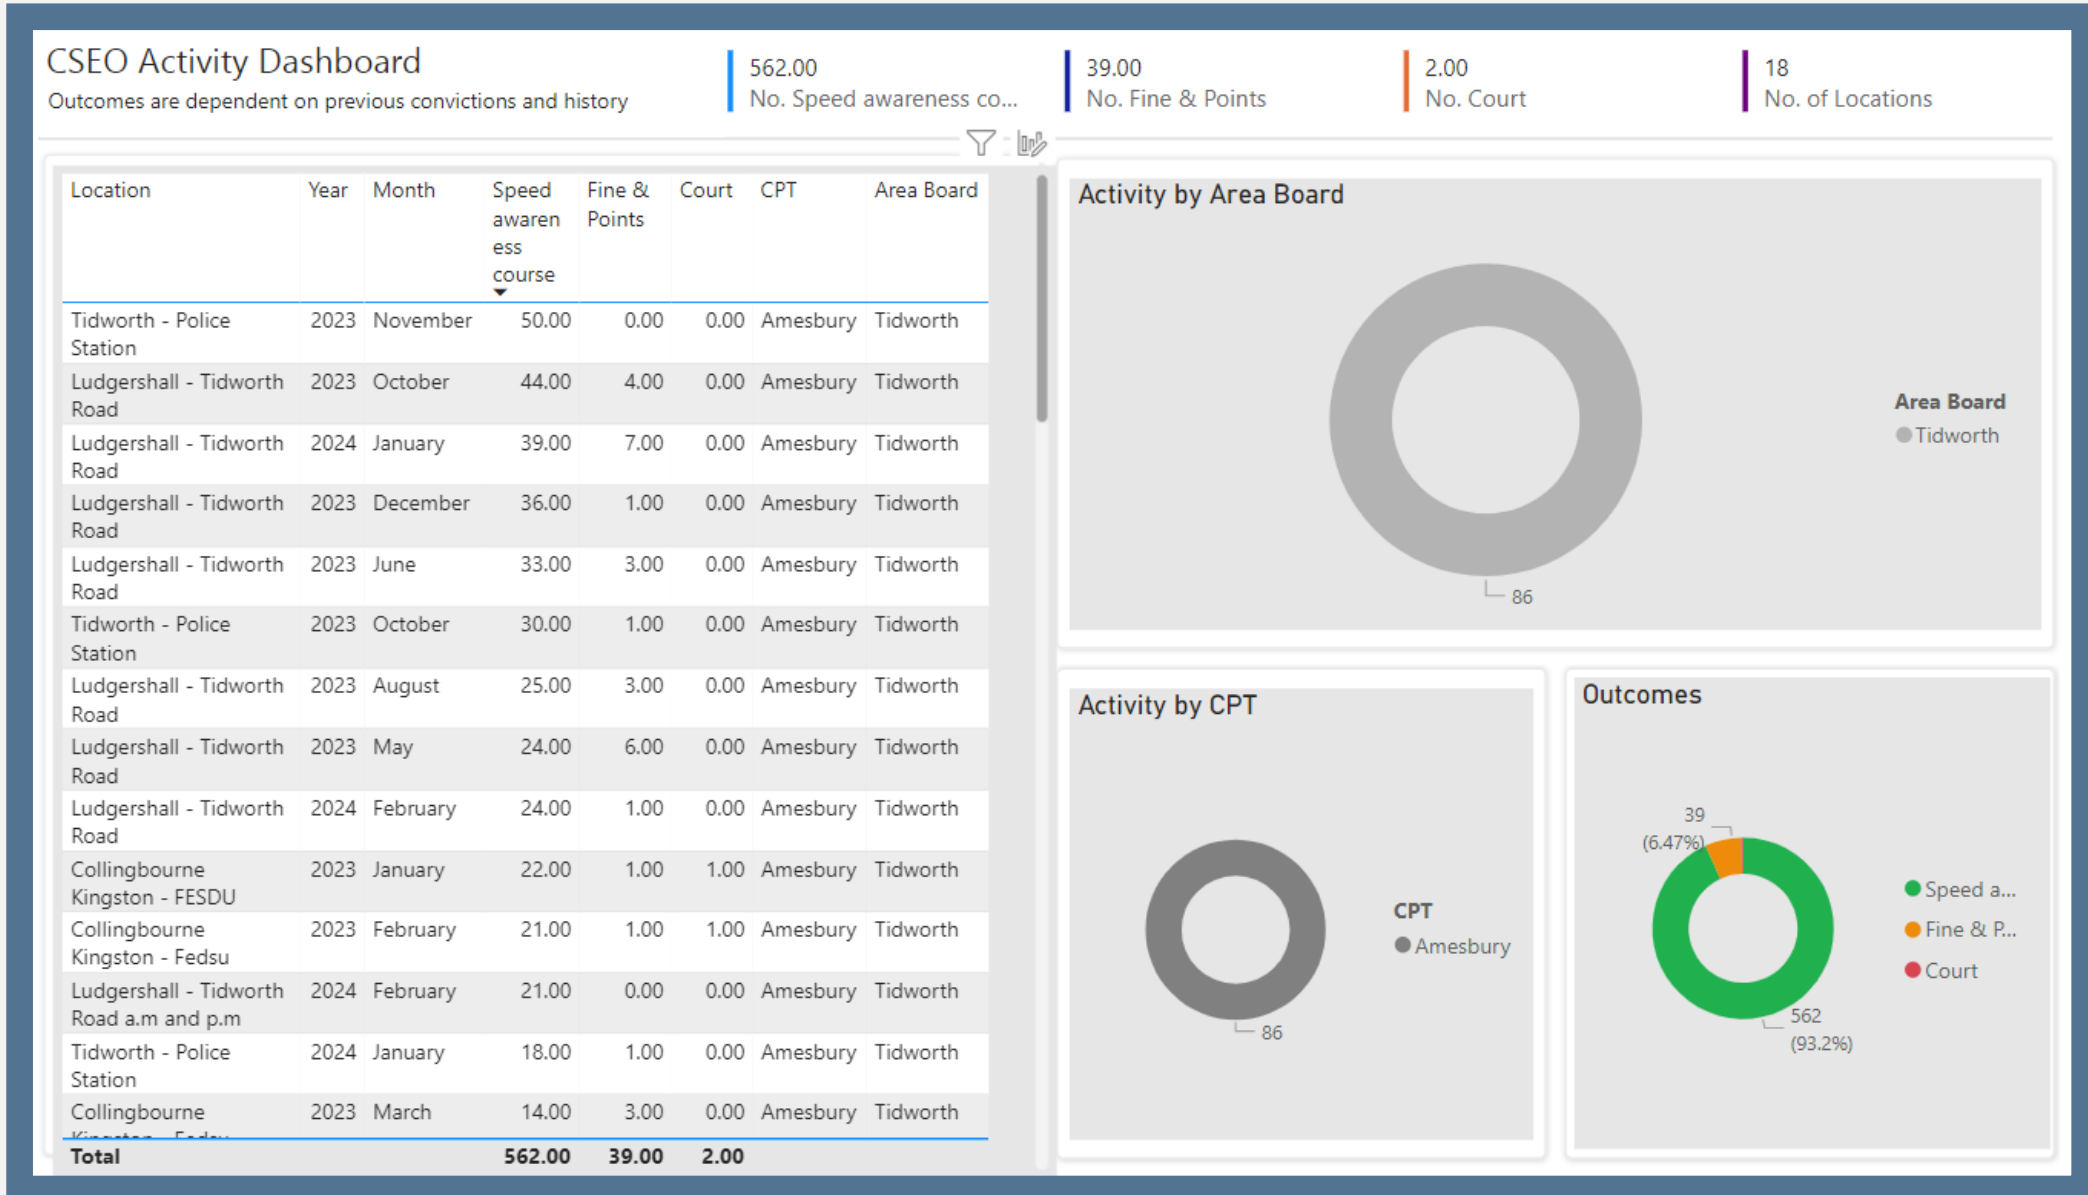 CSEO Activity Dashboard
Outcomes are dependent on previous convictions and history
562.00
No. Speed awareness co...
39.00
No. Fine & Points
2.00
No. Court
18
No. of Locations
Location Year Month Speed awaren ess course Fine & Points Court CPT Area Board
Tidworth - Police Station 2023 November 50.00 0.00 0.00 Amesbury Tidworth
Ludgershall - Tidworth Road 2023 October 44.00 4.00 0.00 Amesbury Tidworth
Ludgershall - Tidworth Road 2024 January 39.00 7.00 0.00 Amesbury Tidworth
Ludgershall - Tidworth Road 2023 December 36.00 1.00 0.00 Amesbury Tidworth
Ludgershall - Tidworth Road 2023 June 33.00 3.00 0.00 Amesbury Tidworth
Tidworth - Police Station 2023 October 30.00 1.00 0.00 Amesbury Tidworth
Ludgershall - Tidworth Road 2023 August 25.00 3.00 0.00 Amesbury Tidworth
Ludgershall - Tidworth Road 2023 May 24.00 6.00 0.00 Amesbury Tidworth
Ludgershall - Tidworth Road 2024 February 24.00 1.00 0.00 Amesbury Tidworth
Collingbourne Kingston - FESDU 2023 January 22.00 1.00 1.00 Amesbury Tidworth
Collingbourne Kingston - Fedsu 2023 February 21.00 1.00 1.00 Amesbury Tidworth
Ludgershall - Tidworth Road a.m and p.m 2024 February 21.00 0.00 0.00 Amesbury Tidworth
Tidworth - Police Station 2024 January 18.00 1.00 0.00 Amesbury Tidworth
Collingbourne Kingston - Fedsu 2023 March 14.00 3.00 0.00 Amesbury Tidworth
Total 562.00 39.00 2.00
Activity by Area Board
86
Area Board
Tidworth
Activity by CPT
86
CPT
Amesbury
Outcomes
39
(6.47%)
562
(93.2%)
Speed a...
Fine & P...
Court